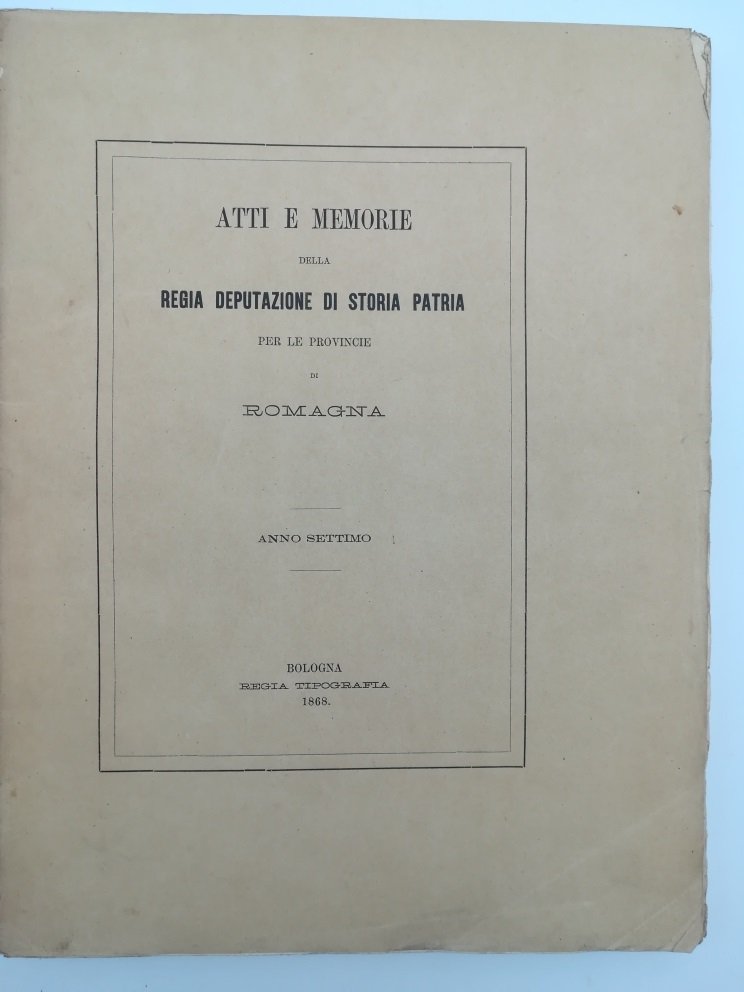 ATTI E MEMORIE
DELLA
REGIA DEPUTAZIONE DI STORIA PATRIA
PER LE PROVINCIE
DI
ROMAGNA
ANNO SETTIMO
BOLOGNA
REGIA TIPOGRAFIA
1868.